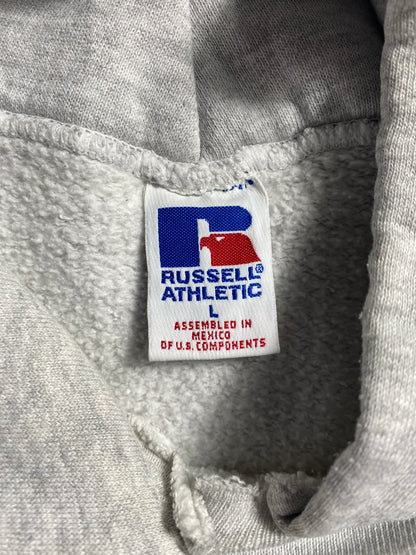 RUSSELL®
ATHLETIC
L
ASSEMBLED IN
MEXICO
OF U.S. COMPONENTS